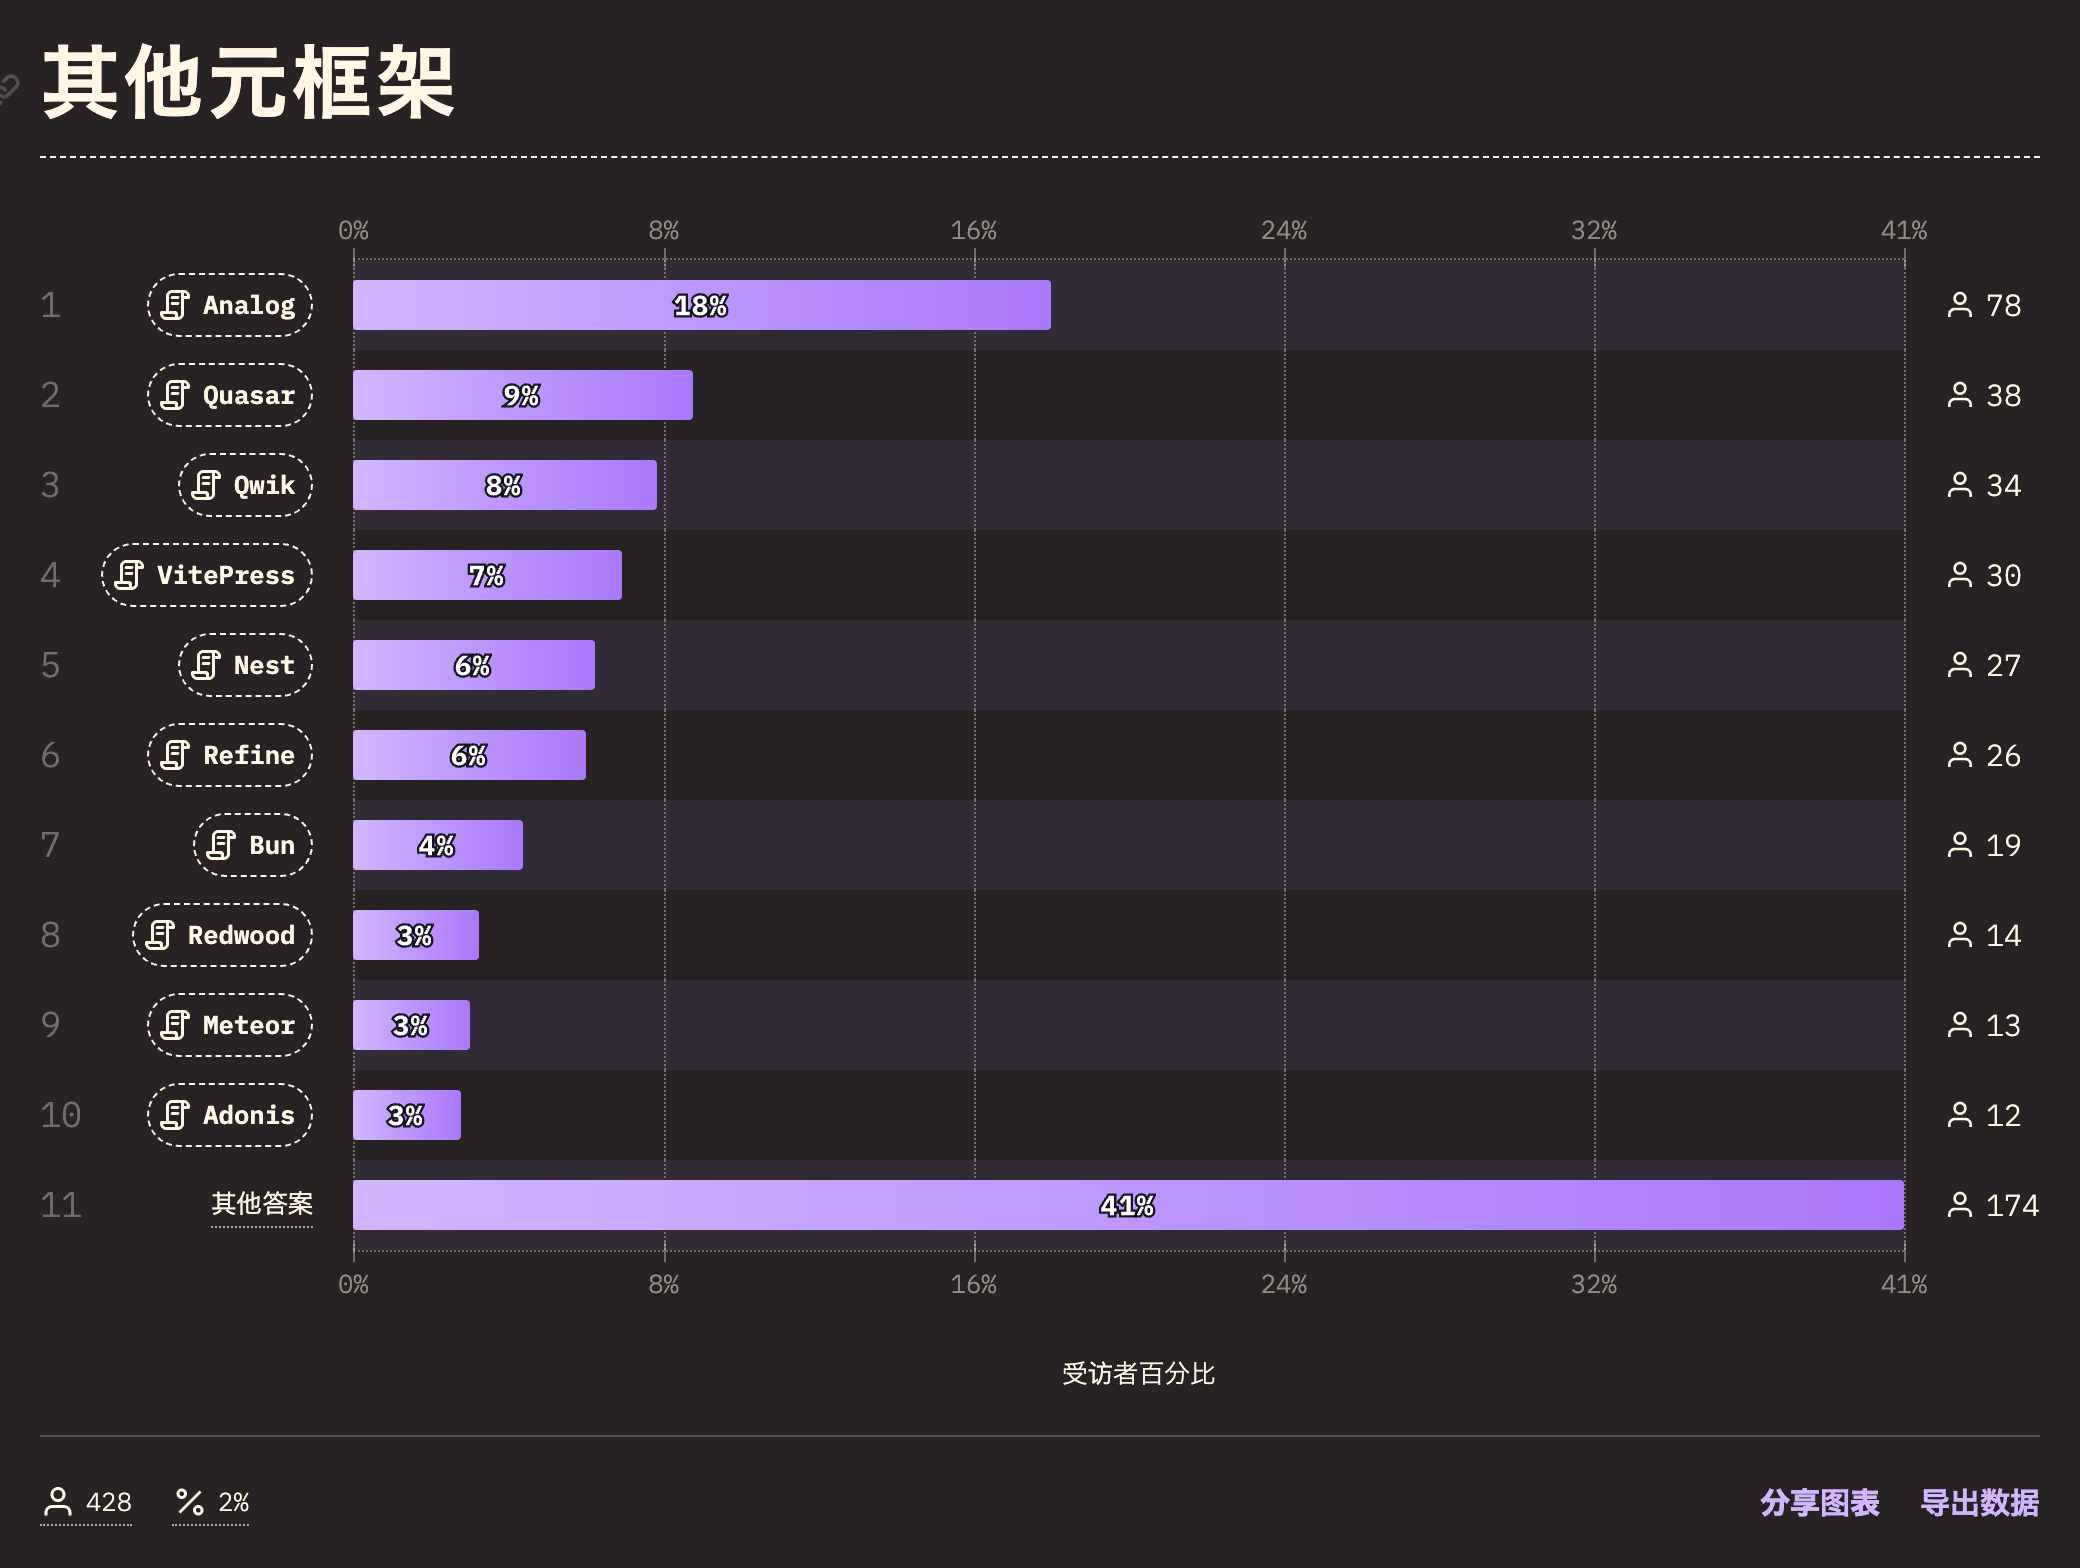 其他元框架
0% 8% 16% 24% 32% 41%
1 Analog 18% 78
2 Quasar 9% 38
3 Qwik 8% 34
4 VitePress 7% 30
5 Nest 6% 27
6 Refine 6% 26
7 Bun 4% 19
8 Redwood 3% 14
9 Meteor 3% 13
10 Adonis 3% 12
11 其他答案 41% 174
0% 8% 16% 24% 32% 41%
受访者百分比
428 2% 分享图表 导出数据